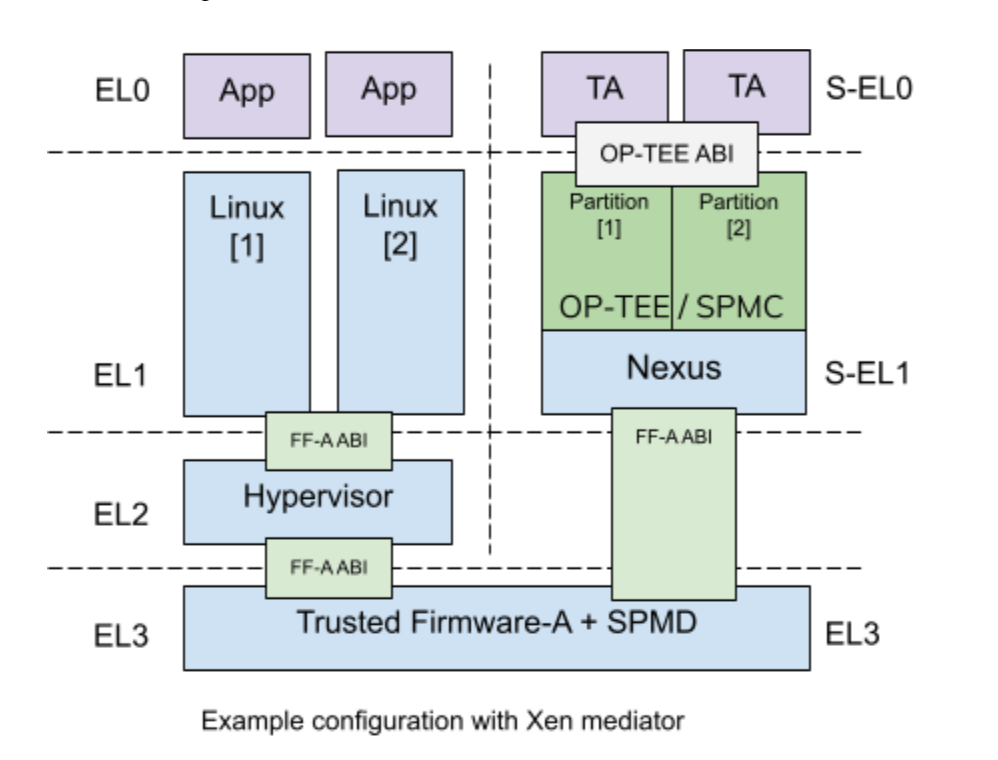 EL0
App
App
TA
TA
S-EL0
OP-TEE ABI
Linux
[1]
Linux
[2]
Partition
[1]
Partition
[2]
OP-TEE / SPMC
EL1
Nexus
S-EL1
FF-A ABI
FF-A ABI
EL2
Hypervisor
FF-A ABI
EL3
Trusted Firmware-A + SPMD
EL3
Example configuration with Xen mediator